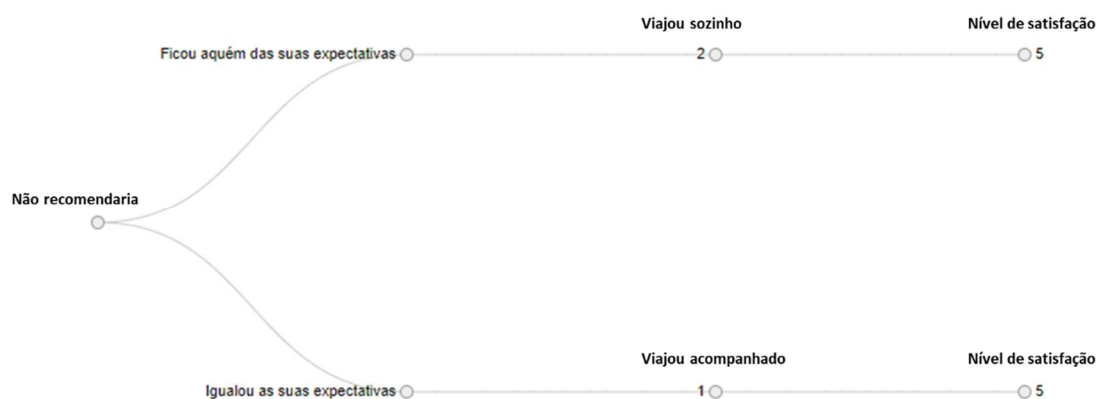 Viajou sozinho
Nível de satisfação
Ficou aquém das suas expectativas
2
5
Não recomendaria
Viajou acompanhado
Nível de satisfação
Igualou as suas expectativas
1
5